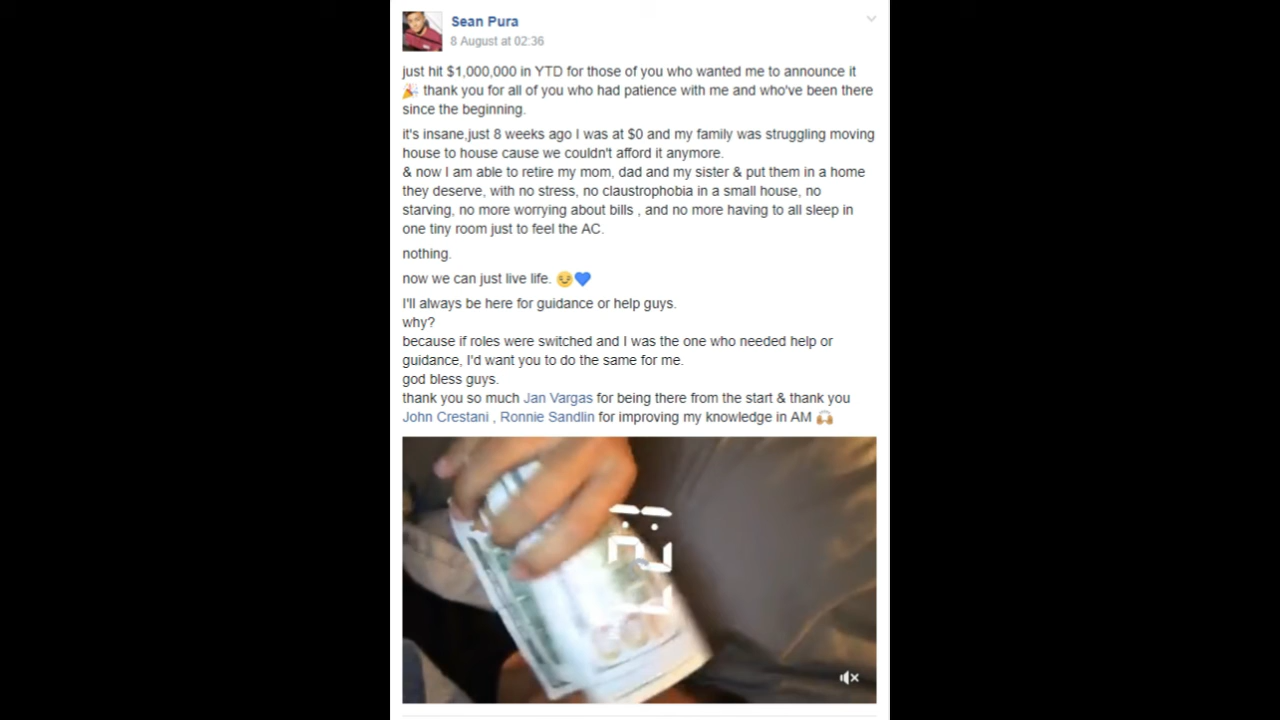 Sean Pura
8 August at 02:36
just hit $1,000,000 in YTD for those of you who wanted me to announce it
🎉 thank you for all of you who had patience with me and who've been there
since the beginning.
it's insane,just 8 weeks ago I was at $0 and my family was struggling moving
house to house cause we couldn't afford it anymore.
& now I am able to retire my mom, dad and my sister & put them in a home
they deserve, with no stress, no claustrophobia in a small house, no
starving, no more worrying about bills , and no more having to all sleep in
one tiny room just to feel the AC.
nothing.
now we can just live life. 😌💙
I'll always be here for guidance or help guys.
why?
because if roles were switched and I was the one who needed help or
guidance, I'd want you to do the same for me.
god bless guys.
thank you so much Jan Vargas for being there from the start & thank you
John Crestani , Ronnie Sandlin for improving my knowledge in AM 🙌